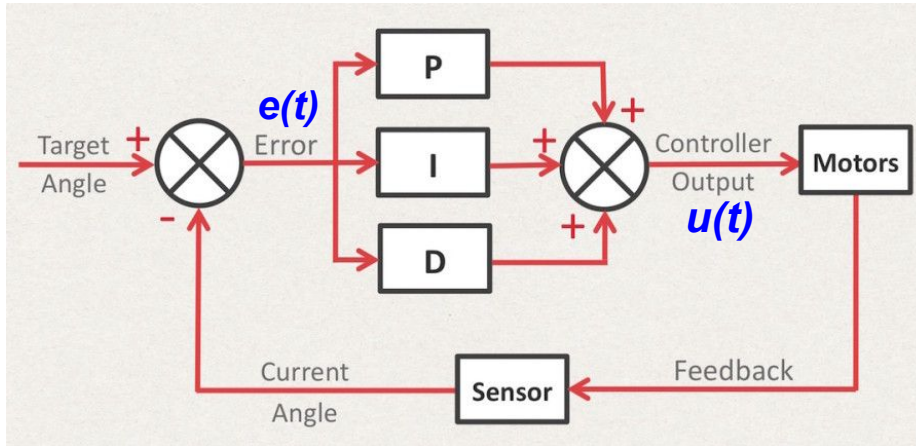 P
e(t)
+
Target
+
Error
I
+
Controller
Motors
Angle
Output
-
+
u(t)
D
Current
Sensor
Feedback
Angle